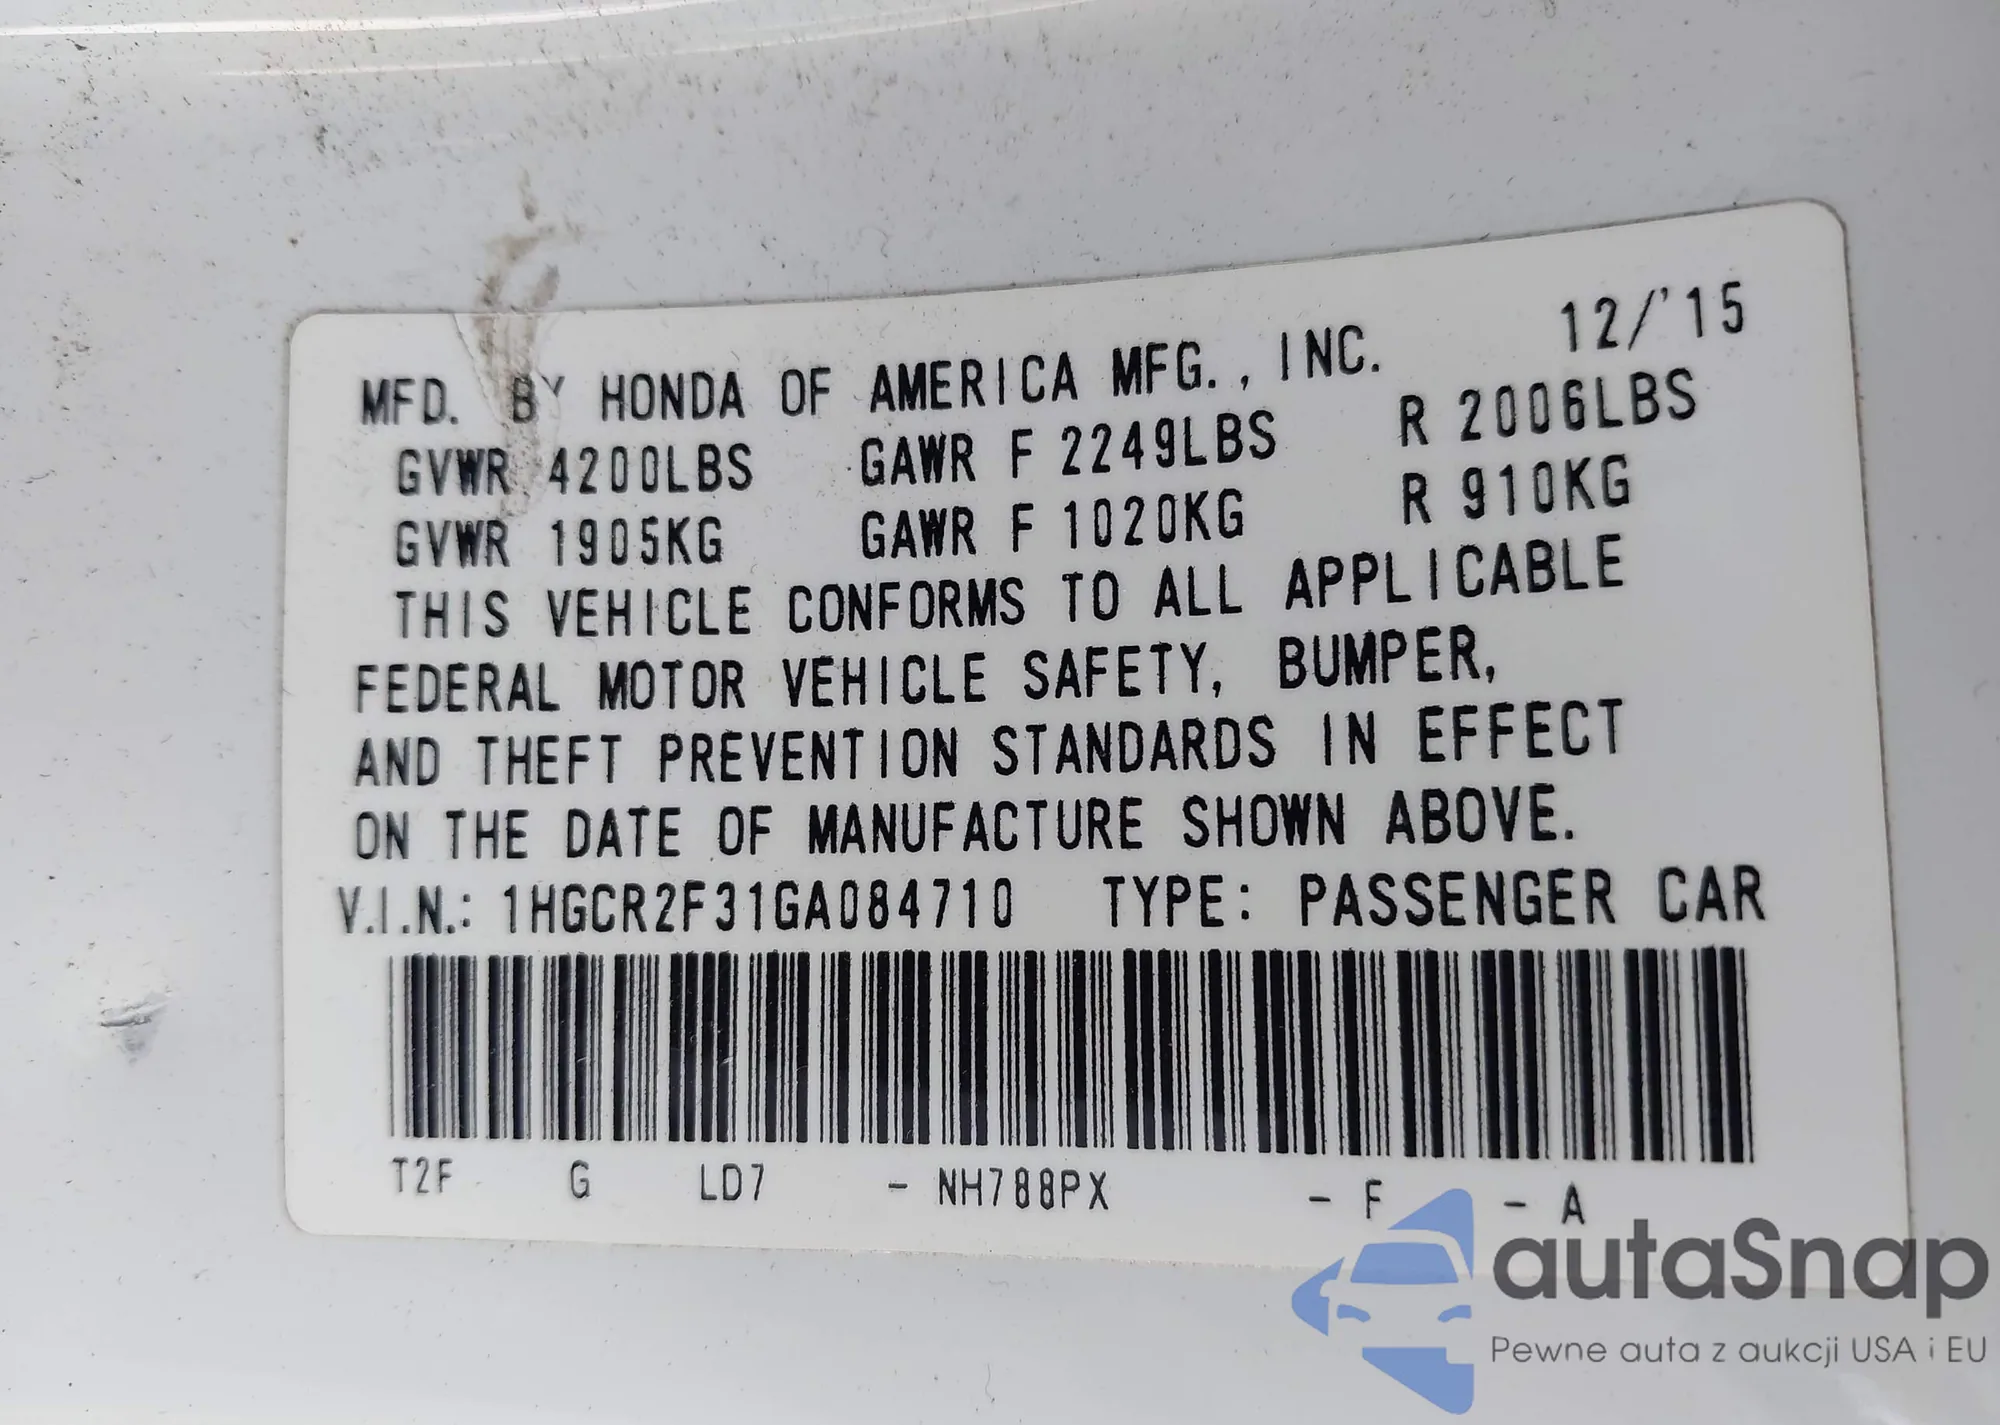 12/'15
MFD. BY HONDA OF AMERICA MFG., INC.
GVWR 4200LBS GAWR F 2249LBS R 2006LBS
GVWR 1905KG GAWR F 1020KG R 910KG
THIS VEHICLE CONFORMS TO ALL APPLICABLE
FEDERAL MOTOR VEHICLE SAFETY, BUMPER,
AND THEFT PREVENTION STANDARDS IN EFFECT
ON THE DATE OF MANUFACTURE SHOWN ABOVE.
V.I.N.: 1HGCR2F31GA084710 TYPE: PASSENGER CAR
T2F G LD7 - NH788PX - F - A
autaSnap
Pewne auta z aukcji USA i EU